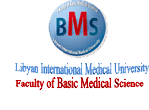 BMS
Libyan International Medical University
Faculty of Basic Medical Science